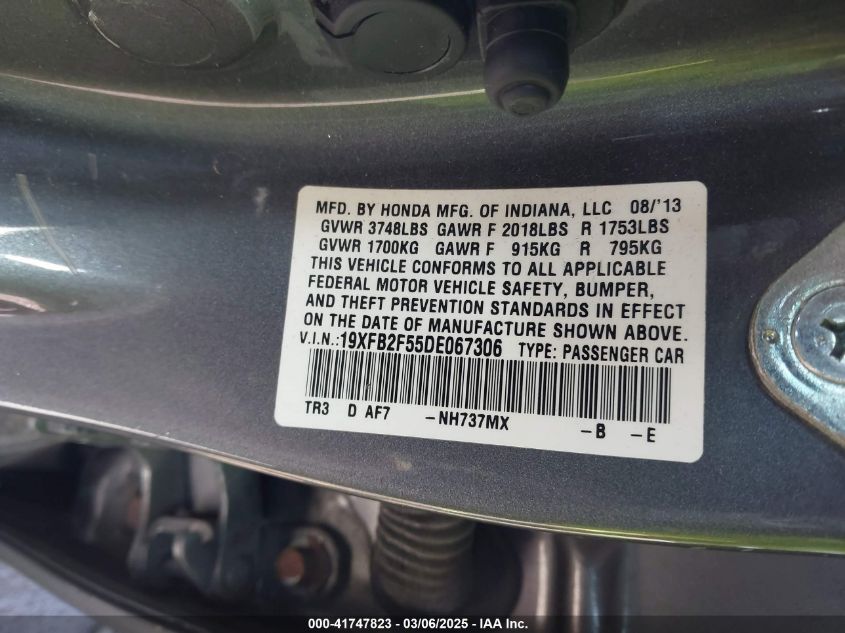 MFD. BY HONDA MFG. OF INDIANA, LLC 08/'13
GVWR 3748LBS GAWR F 2018LBS R 1753LBS
GVWR 1700KG GAWR F 915KG R 795KG
THIS VEHICLE CONFORMS TO ALL APPLICABLE
FEDERAL MOTOR VEHICLE SAFETY, BUMPER,
AND THEFT PREVENTION STANDARDS IN EFFECT
ON THE DATE OF MANUFACTURE SHOWN ABOVE.
V.I.N.:19XFB2F55DE067306 TYPE: PASSENGER CAR
TR3 D AF7 -NH737MX -B -E
000-41747823 - 03/06/2025 - IAA Inc.